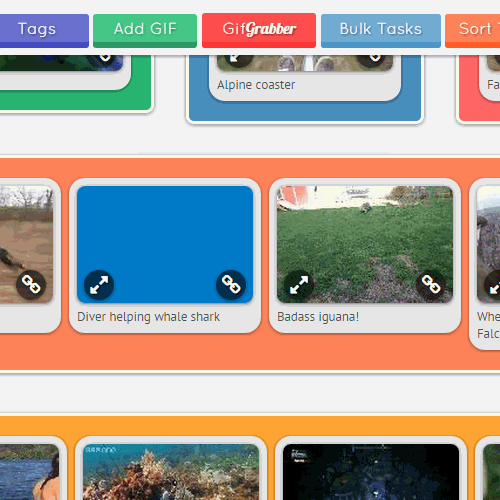 Tags
Add GIF
GifGrabber
Bulk Tasks
Sort T
Alpine coaster
Fa
Diver helping whale shark
Badass iguana!
Whe
Falc